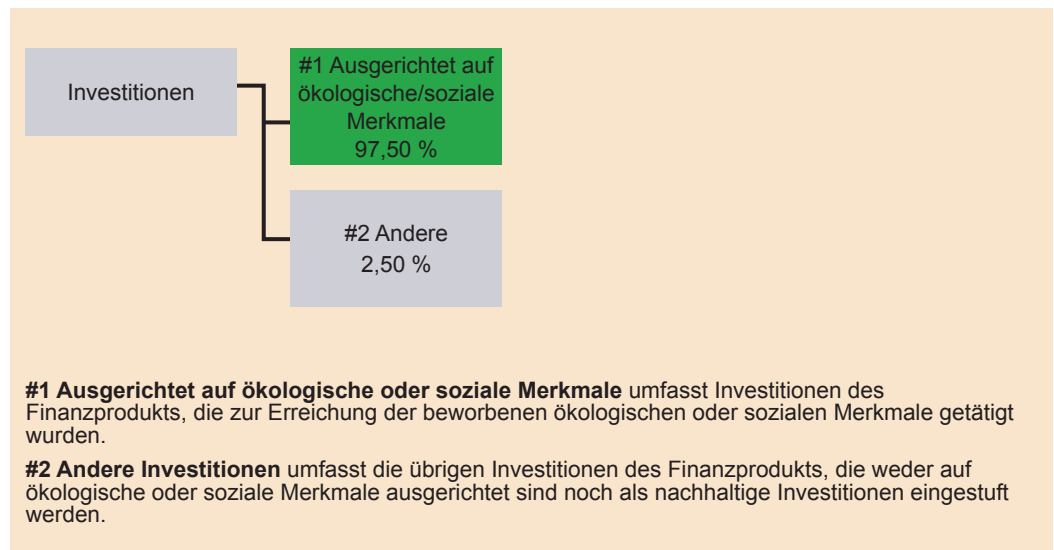 Investitionen
#1 Ausgerichtet auf
ökologische/soziale
Merkmale
97,50 %
#2 Andere
2,50 %
#1 Ausgerichtet auf ökologische oder soziale Merkmale umfasst Investitionen des
Finanzprodukts, die zur Erreichung der beworbenen ökologischen oder sozialen Merkmale getätigt
wurden.
#2 Andere Investitionen umfasst die übrigen Investitionen des Finanzprodukts, die weder auf
ökologische oder soziale Merkmale ausgerichtet sind noch als nachhaltige Investitionen eingestuft
werden.